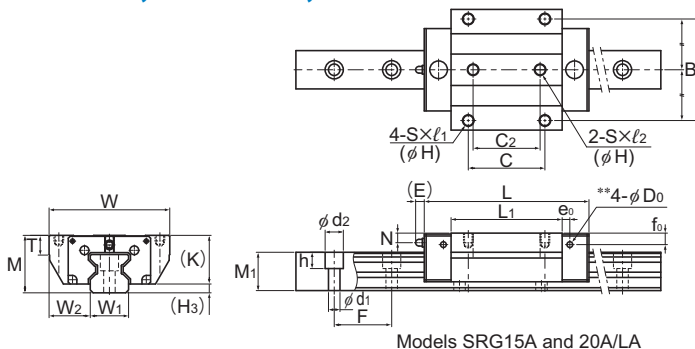 B
4-S×ℓ1
(φH)
2-S×ℓ2
(φH)
C2
C
W
(E)
L
L1
e0
**4-φD0
f0
φd2
N
T
M
(K)
M1
h
(H3)
W2
W1
φd1
F
Models SRG15A and 20A/LA